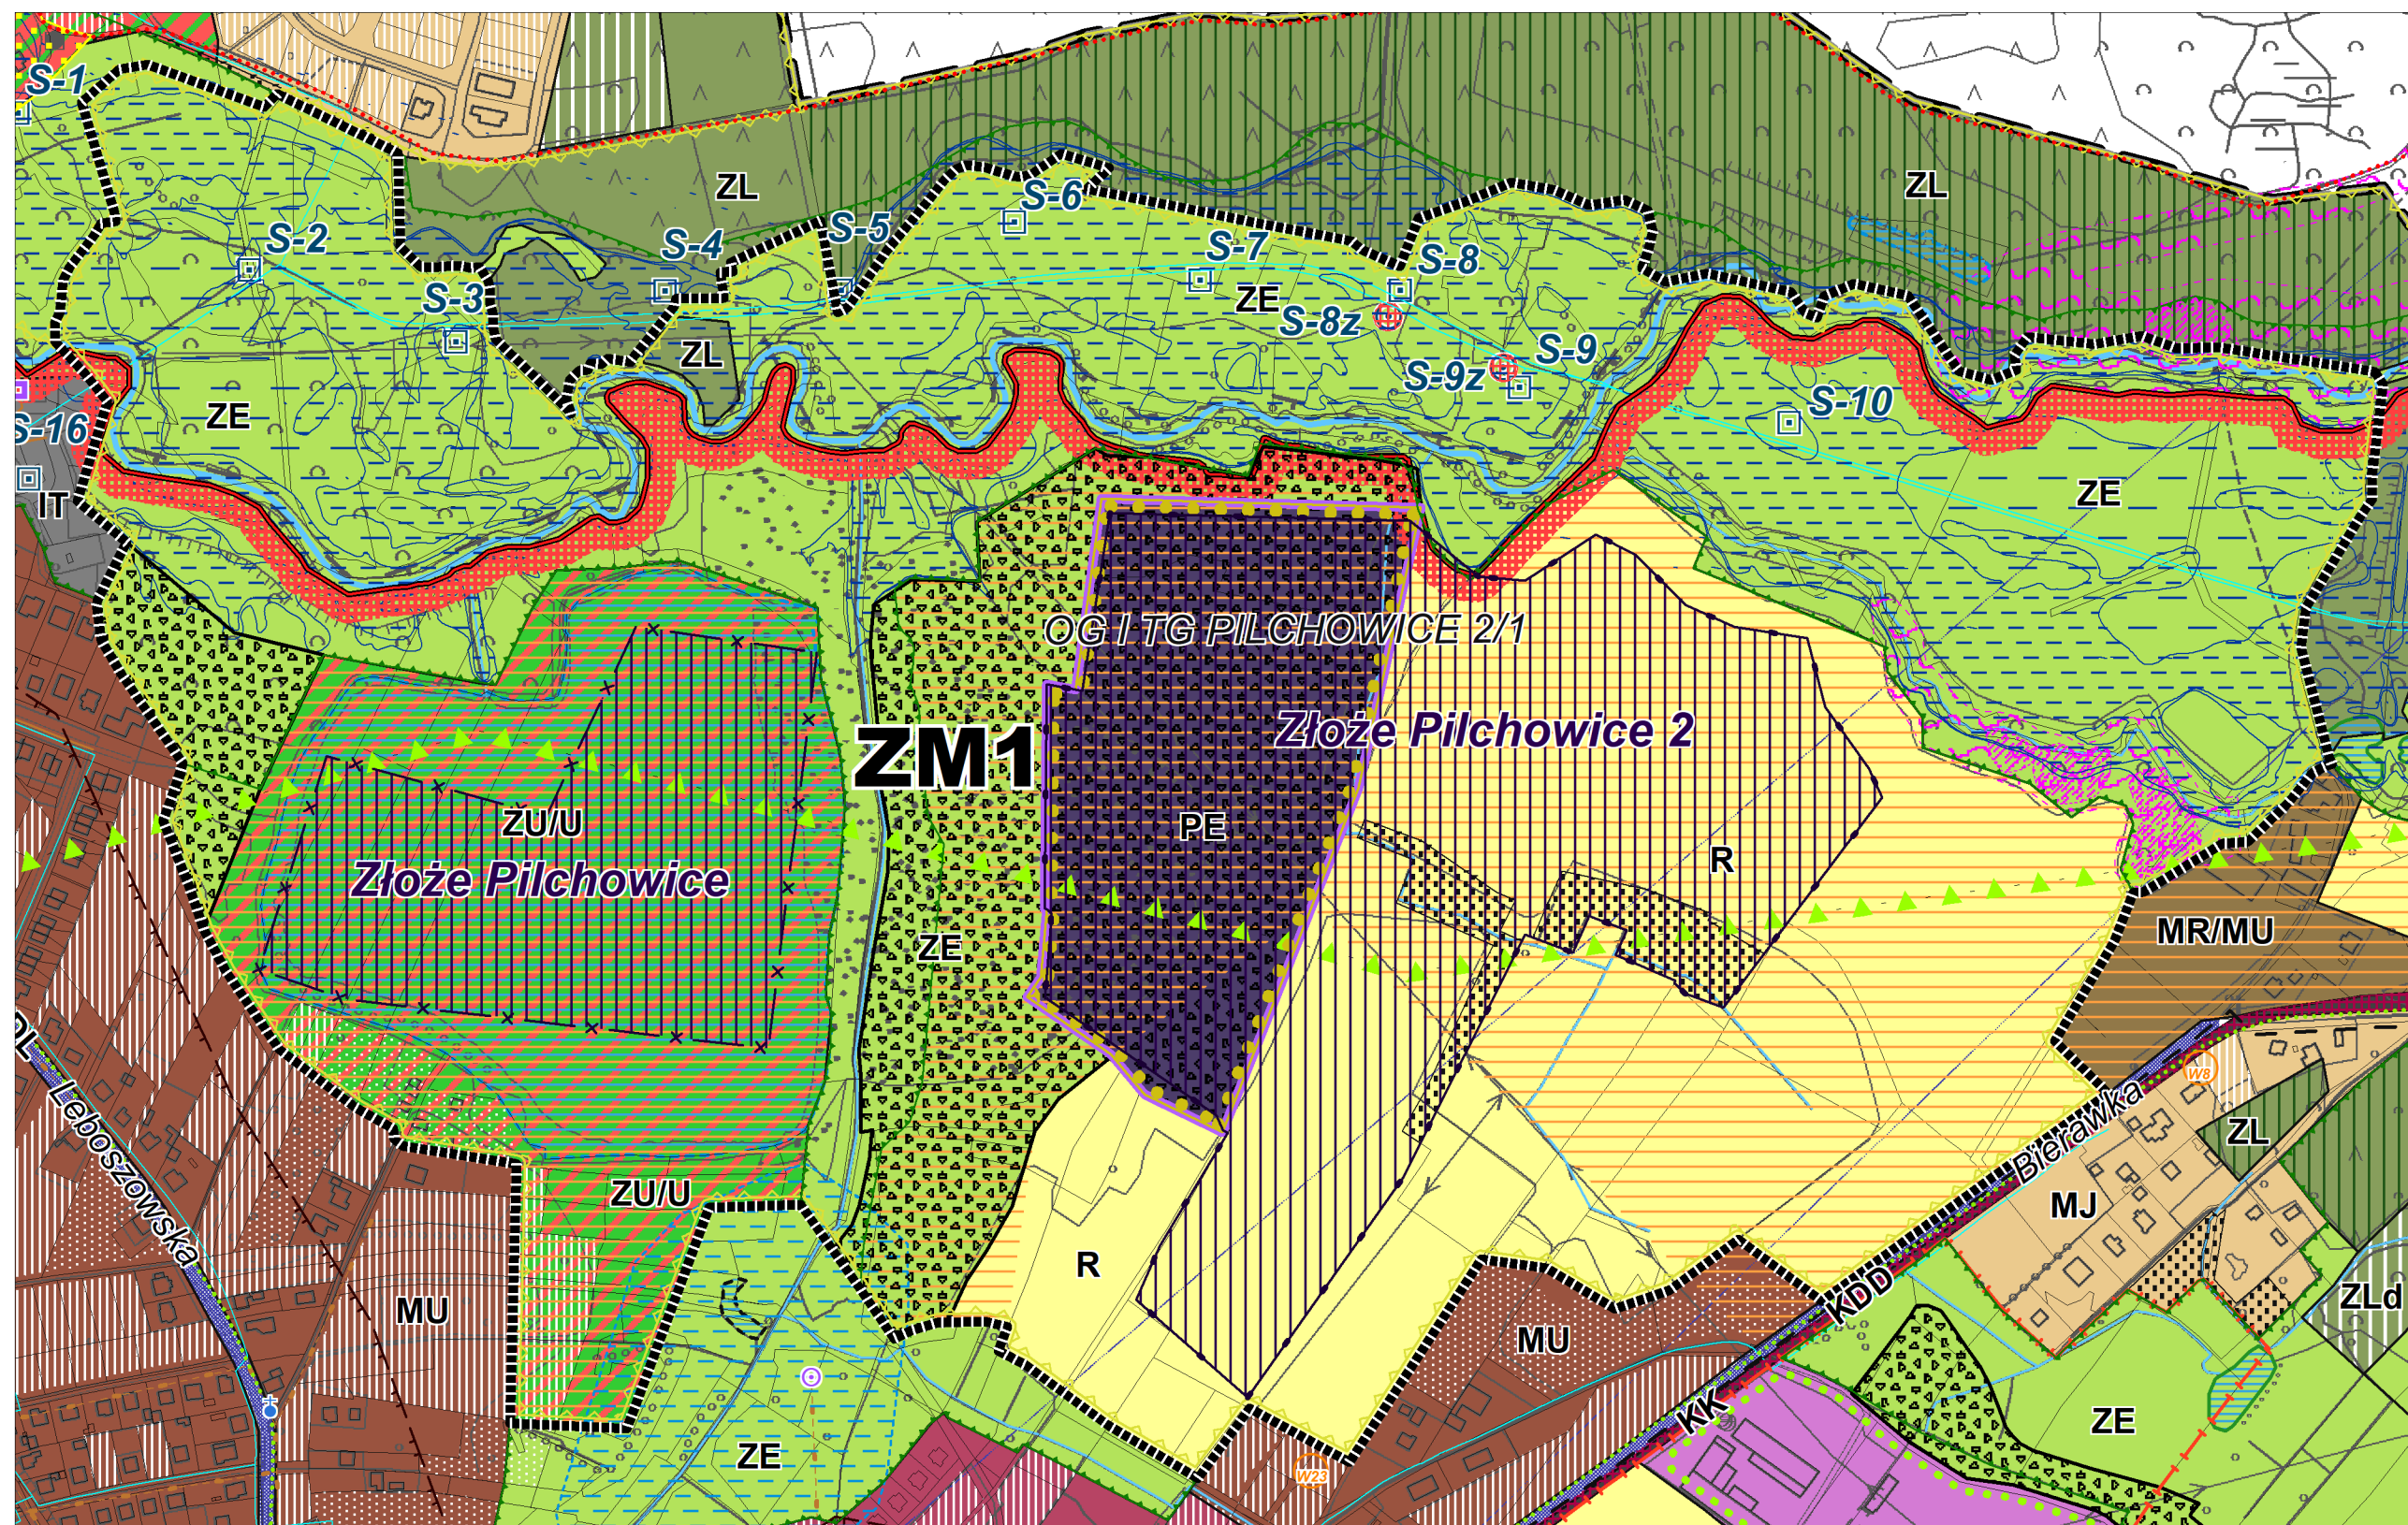 S-1
ZL
ZL
S-6
S-5
S-2
S-4
S-7
S-8
S-3
ZE
S-8z
S-9
ZL
S-9z
S-10
ZE
S-16
ZE
IT
OG I TG PILCHOWICE 2/1
Złoże Pilchowice 2
ZM1
ZU/U
PE
R
Złoże Pilchowice
ZE
MR/MU
W8
Leboszowska
Bierawka
ZL
ZU/U
MJ
R
KDD
ZLd
MU
MU
KK
ZE
ZE
W23